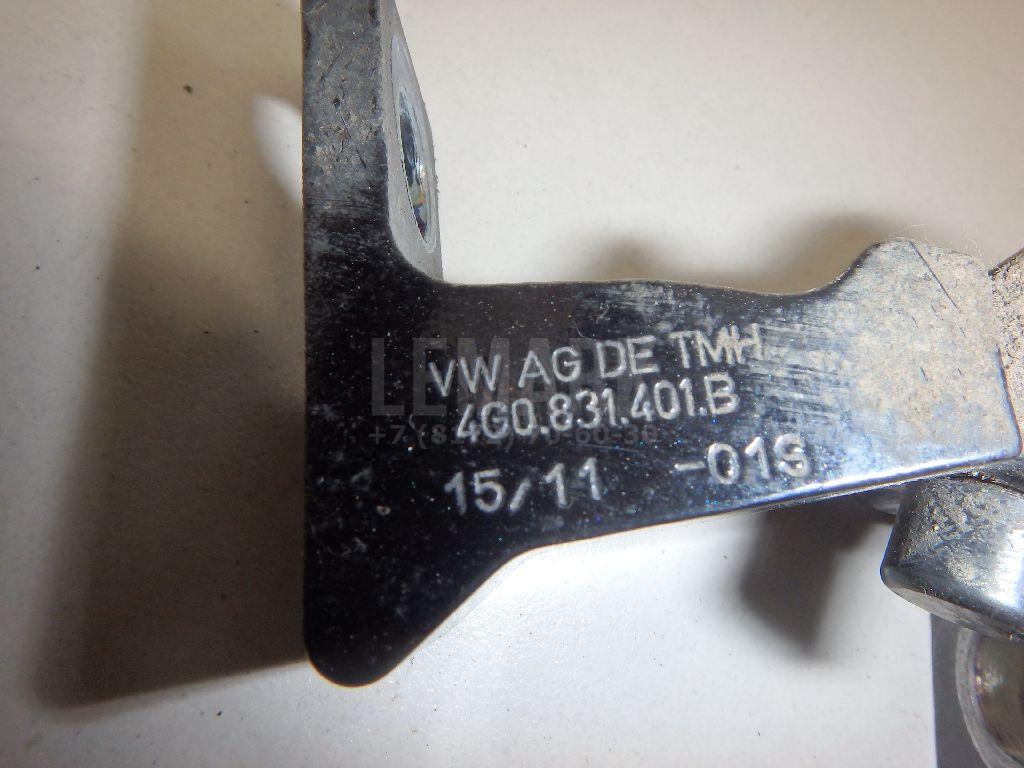 VW AG DE TMH
4G0.831.401.B
15/11 -01S